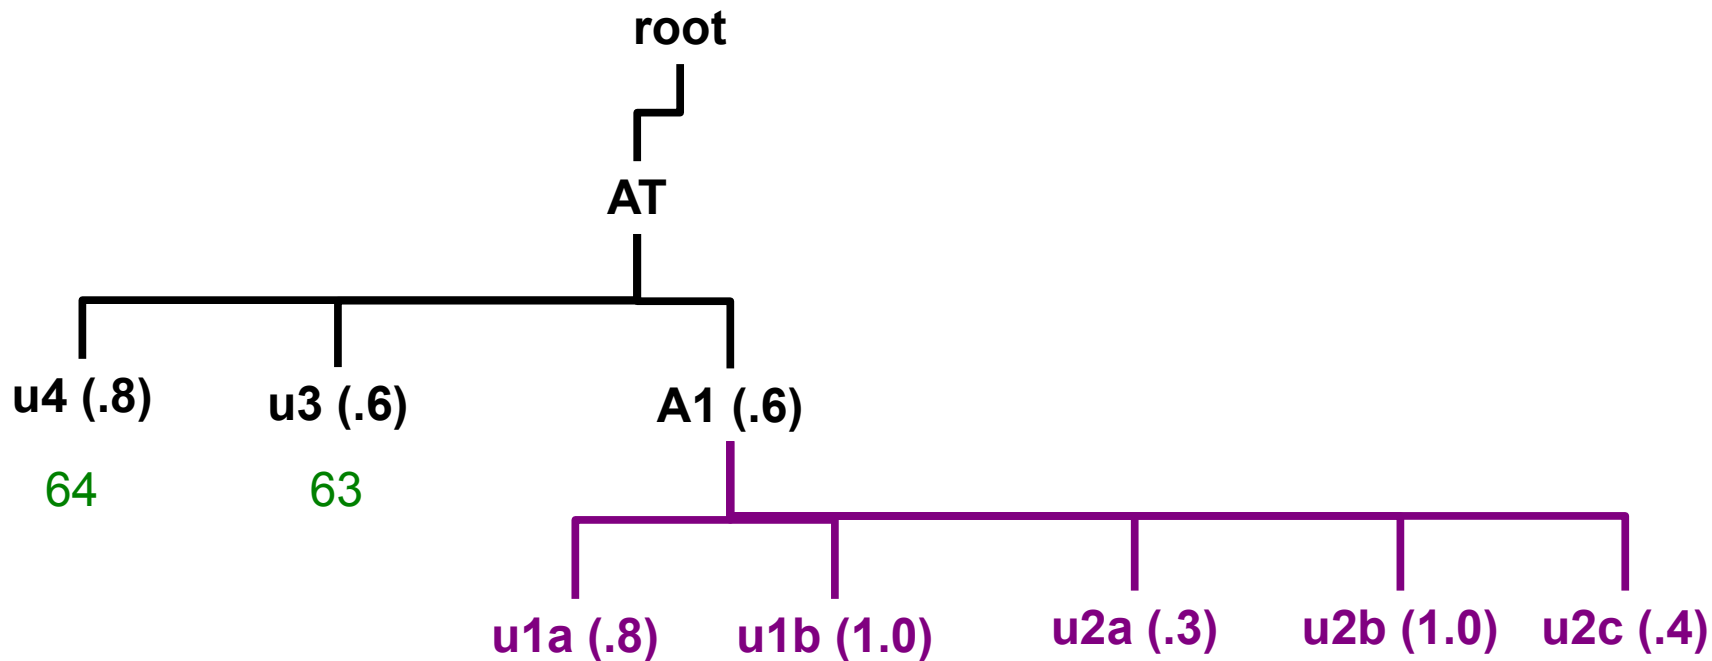 root
AT
u4 (.8)
u3 (.6)
A1 (.6)
64
63
u1a (.8)
u1b (1.0)
u2a (.3)
u2b (1.0)
u2c (.4)